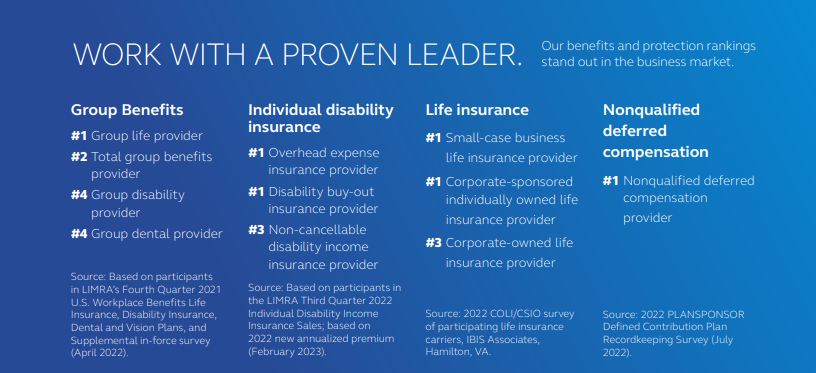 WORK WITH A PROVEN LEADER.
Our benefits and protection rankings
stand out in the business market.
Group Benefits
#1 Group life provider
#2 Total group benefits
provider
#4 Group disability
provider
#4 Group dental provider
Source: Based on participants
in LIMRA's Fourth Quarter 2021
U.S. Workplace Benefits Life
Insurance, Disability Insurance,
Dental and Vision Plans, and
Supplemental in-force survey
(April 2022).
Individual disability
insurance
#1 Overhead expense
insurance provider
#1 Disability buy-out
insurance provider
#3 Non-cancellable
disability income
insurance provider
Source: Based on participants in
the LIMRA Third Quarter 2022
Individual Disability Income
Insurance Sales; based on
2022 new annualized premium
(February 2023).
Life insurance
#1 Small-case business
life insurance provider
#1 Corporate-sponsored
individually owned life
insurance provider
#3 Corporate-owned life
insurance provider
Source: 2022 COLI/CSIO survey
of participating life insurance
carriers, IBIS Associates,
Hamilton, VA.
Nonqualified
deferred
compensation
#1 Nonqualified deferred
compensation
provider
Source: 2022 PLANSPONSOR
Defined Contribution Plan
Recordkeeping Survey (July
2022).